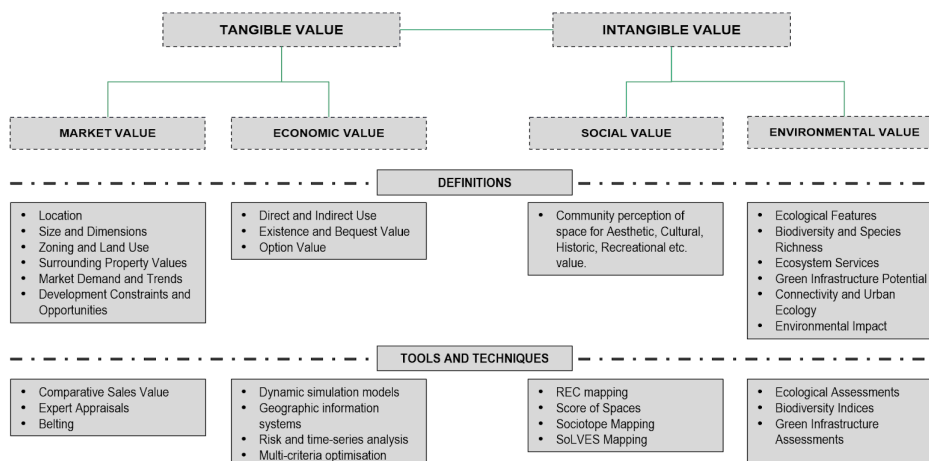 TANGIBLE VALUE
INTANGIBLE VALUE
MARKET VALUE
ECONOMIC VALUE
SOCIAL VALUE
ENVIRONMENTAL VALUE
DEFINITIONS
• Location
• Size and Dimensions
• Zoning and Land Use
• Surrounding Property Values
• Market Demand and Trends
• Development Constraints and
Opportunities
• Direct and Indirect Use
• Existence and Bequest Value
• Option Value
• Community perception of
space for Aesthetic, Cultural,
Historic, Recreational etc.
value.
• Ecological Features
• Biodiversity and Species
Richness
• Ecosystem Services
• Green Infrastructure Potential
• Connectivity and Urban
Ecology
• Environmental Impact
TOOLS AND TECHNIQUES
• Comparative Sales Value
• Expert Appraisals
• Belting
• Dynamic simulation models
• Geographic information
systems
• Risk and time-series analysis
• Multi-criteria optimisation
• REC mapping
• Score of Spaces
• Sociotope Mapping
• SoLVES Mapping
• Ecological Assessments
• Biodiversity Indices
• Green Infrastructure
Assessments